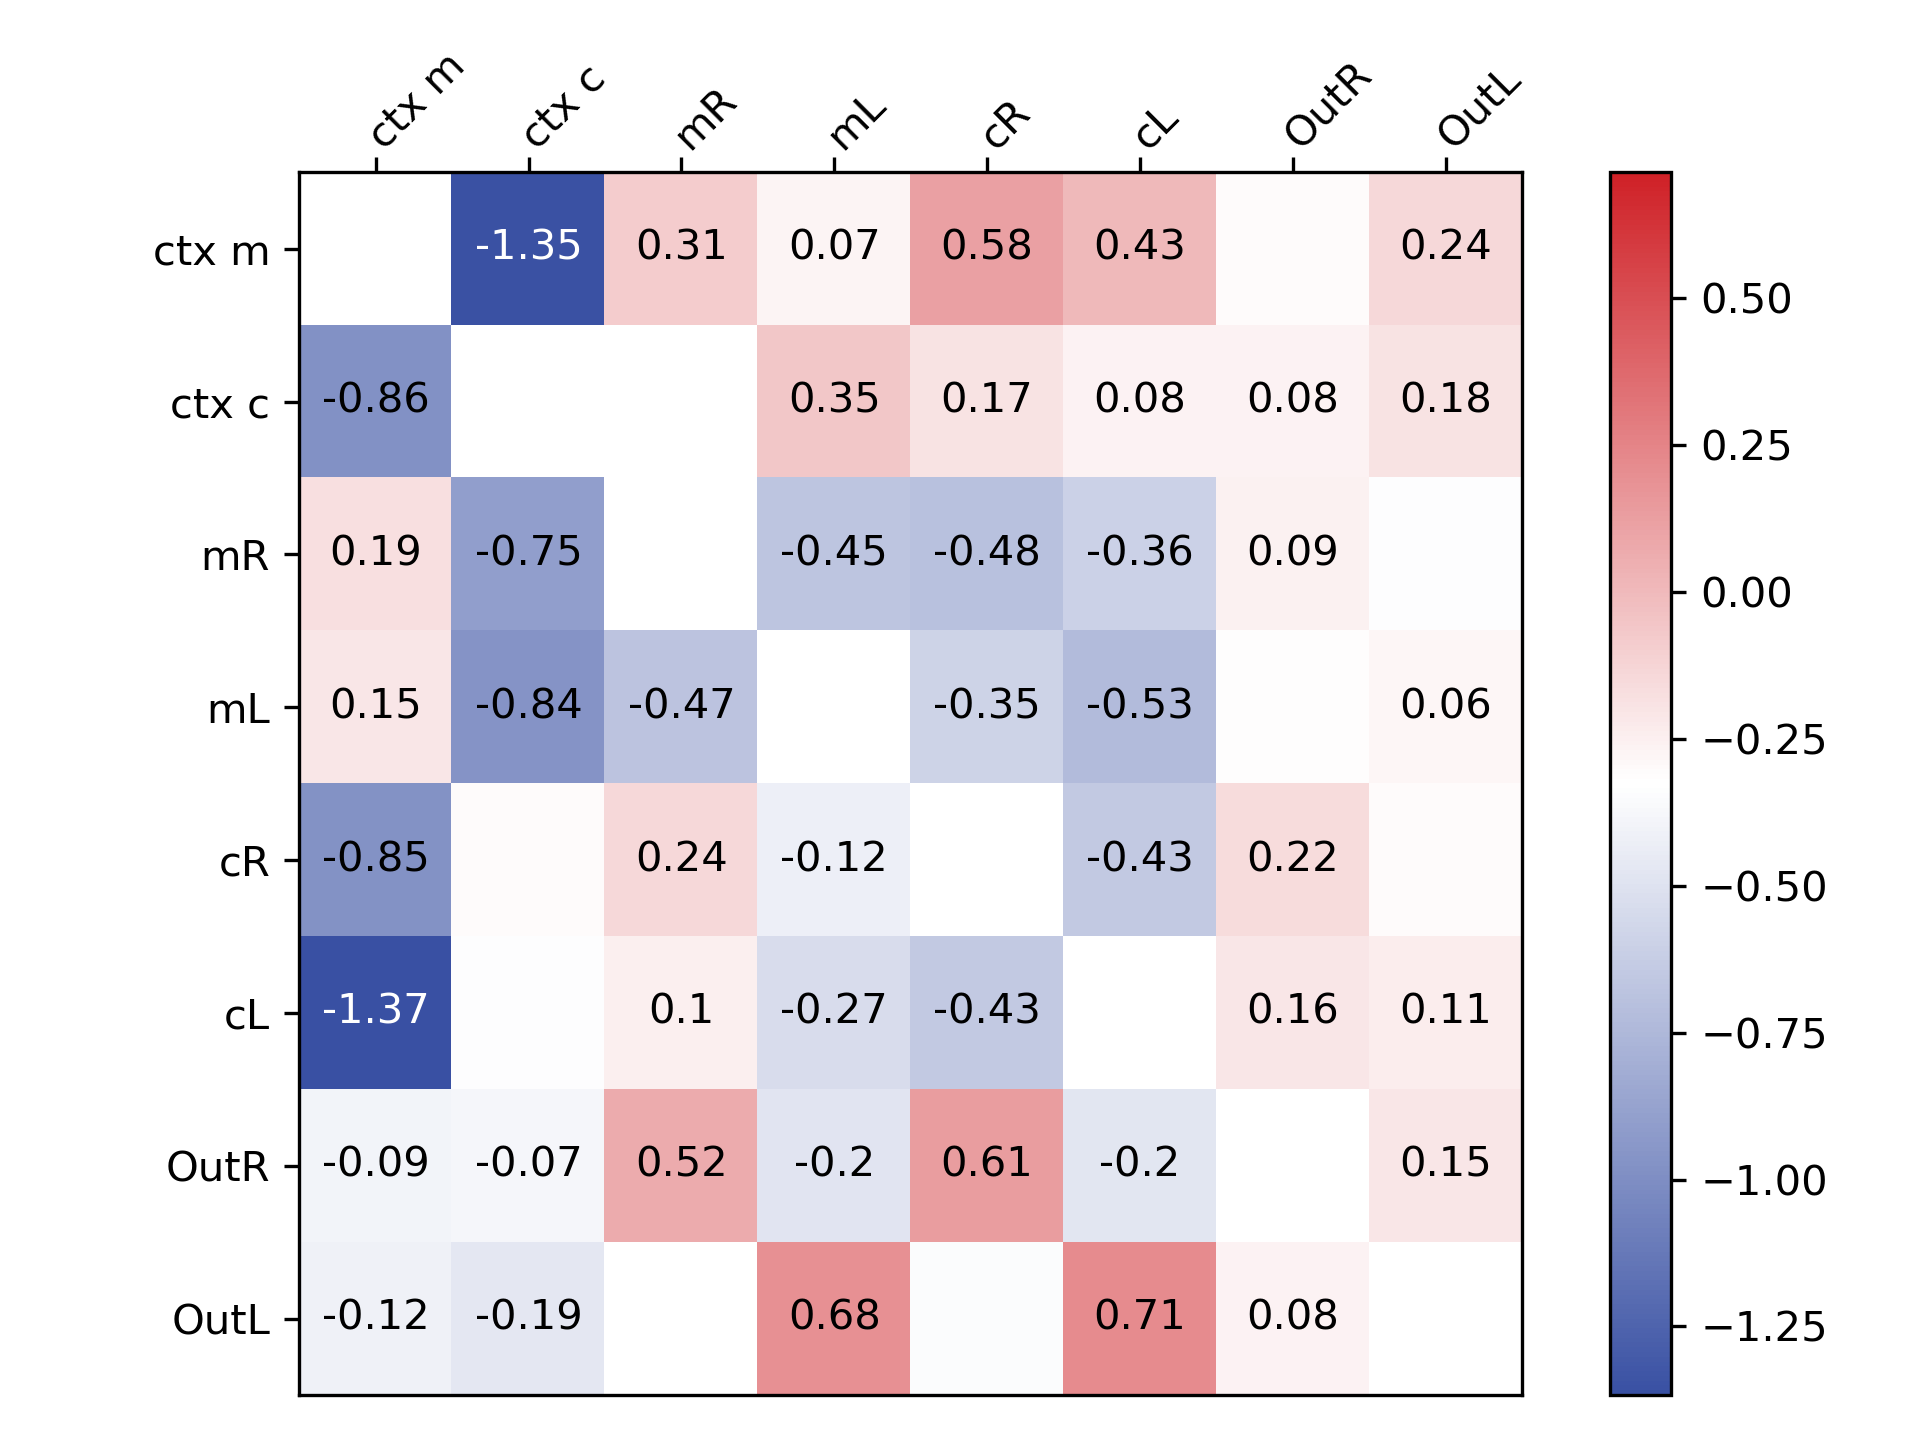 ctx m ctx c mR mL cR cL OutR OutL
ctx m -1.35 0.31 0.07 0.58 0.43 0.24
ctx c -0.86 0.35 0.17 0.08 0.08 0.18
mR 0.19 -0.75 -0.45 -0.48 -0.36 0.09
mL 0.15 -0.84 -0.47 -0.35 -0.53 0.06
cR -0.85 0.24 -0.12 -0.43 0.22
cL -1.37 0.1 -0.27 -0.43 0.16 0.11
OutR -0.09 -0.07 0.52 -0.2 0.61 -0.2 0.15
OutL -0.12 -0.19 0.68 0.71 0.08
0.50
0.25
0.00
−0.25
−0.50
−0.75
−1.00
−1.25